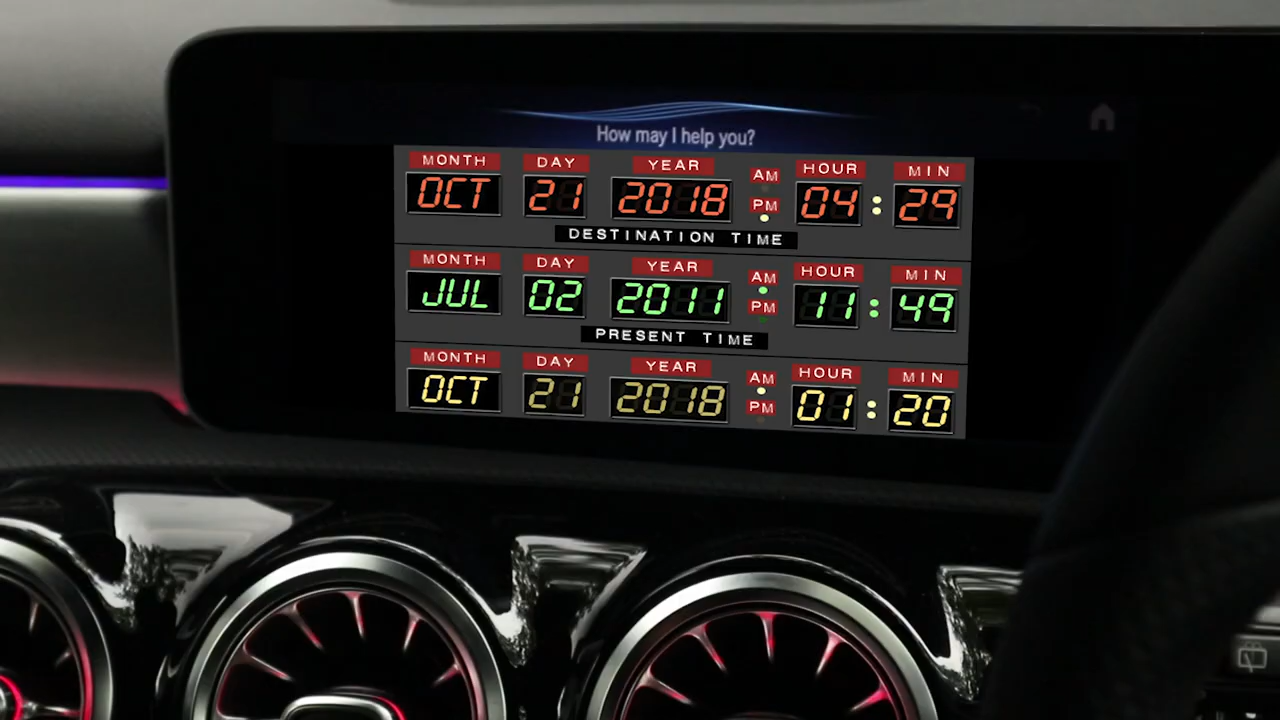 How may I help you?
MONTH DAY YEAR AM HOUR MIN
OCT 21 2018 PM 04 : 29
DESTINATION TIME
MONTH DAY YEAR AM HOUR MIN
JUL 02 2011 PM 11 : 49
PRESENT TIME
MONTH DAY YEAR AM HOUR MIN
OCT 21 2018 PM 01 : 20